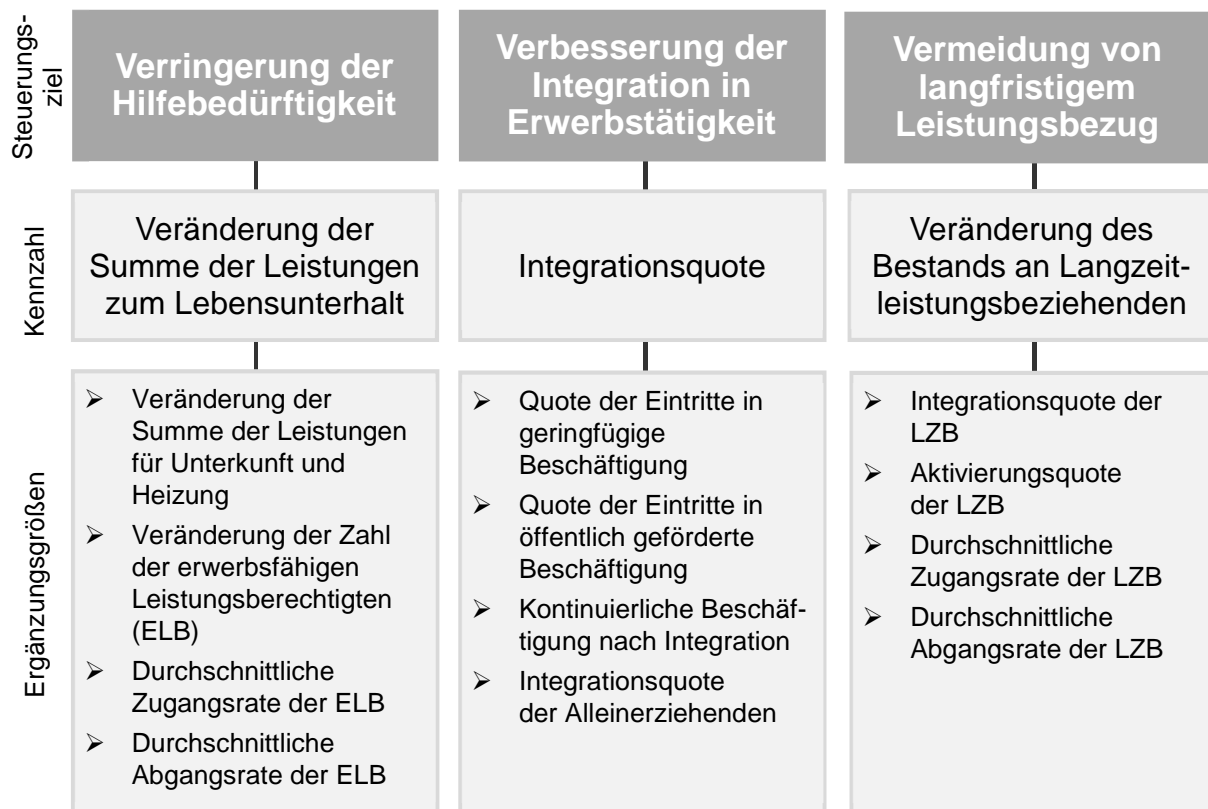 Steuerungs-
ziel
Verringerung der
Hilfebedürftigkeit
Verbesserung der
Integration in
Erwerbstätigkeit
Vermeidung von
langfristigem
Leistungsbezug
Kennzahl
Veränderung der
Summe der Leistungen
zum Lebensunterhalt
Integrationsquote
Veränderung des
Bestands an Langzeit-
leistungsbeziehenden
Ergänzungsgrößen
➢ Veränderung der
Summe der Leistungen
für Unterkunft und
Heizung
➢ Veränderung der Zahl
der erwerbsfähigen
Leistungsberechtigten
(ELB)
➢ Durchschnittliche
Zugangsrate der ELB
➢ Durchschnittliche
Abgangsrate der ELB
➢ Quote der Eintritte in
geringfügige
Beschäftigung
➢ Quote der Eintritte in
öffentlich geförderte
Beschäftigung
➢ Kontinuierliche Beschäf-
tigung nach Integration
➢ Integrationsquote
der Alleinerziehenden
➢ Integrationsquote der
LZB
➢ Aktivierungsquote
der LZB
➢ Durchschnittliche
Zugangsrate der LZB
➢ Durchschnittliche
Abgangsrate der LZB